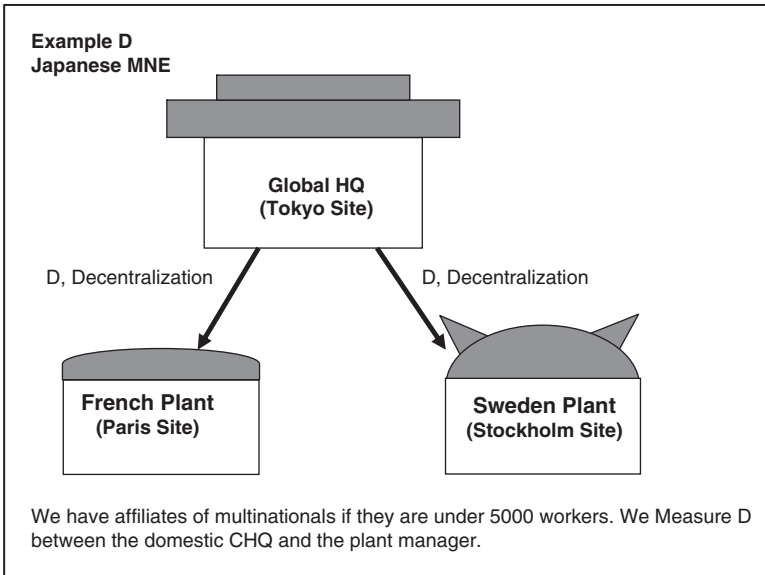 Example D
Japanese MNE
Global HQ
(Tokyo Site)
D, Decentralization
D, Decentralization
French Plant
(Paris Site)
Sweden Plant
(Stockholm Site)
We have affiliates of multinationals if they are under 5000 workers. We Measure D
between the domestic CHQ and the plant manager.